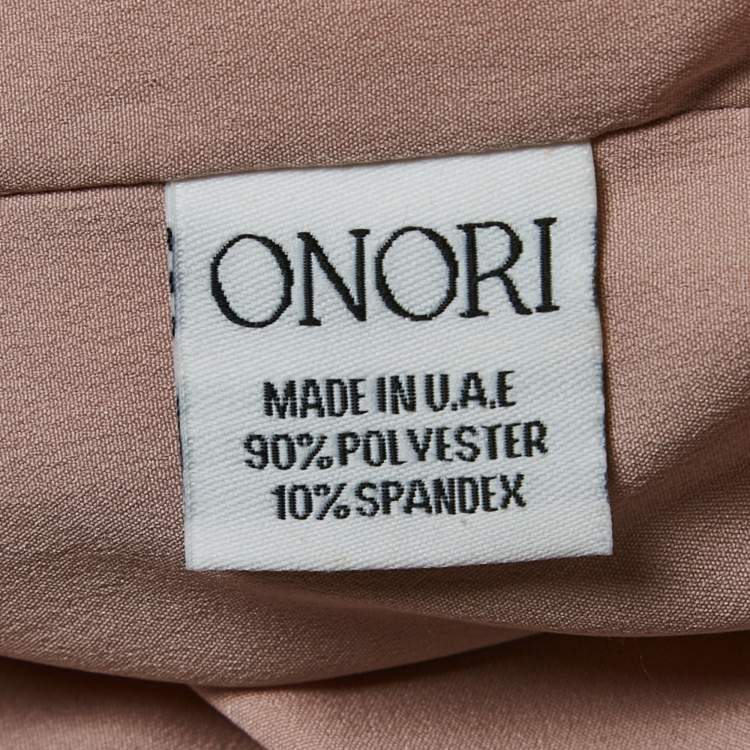 ONORI
MADE IN U.A.E
90% POLYESTER
10% SPANDEX